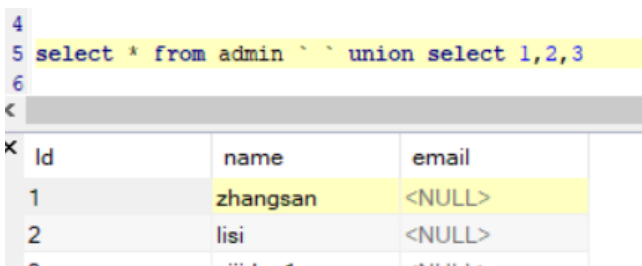 4
5 select * from admin ` ` union select 1,2,3
6
Id name email
1 zhangsan <NULL>
2 lisi <NULL>